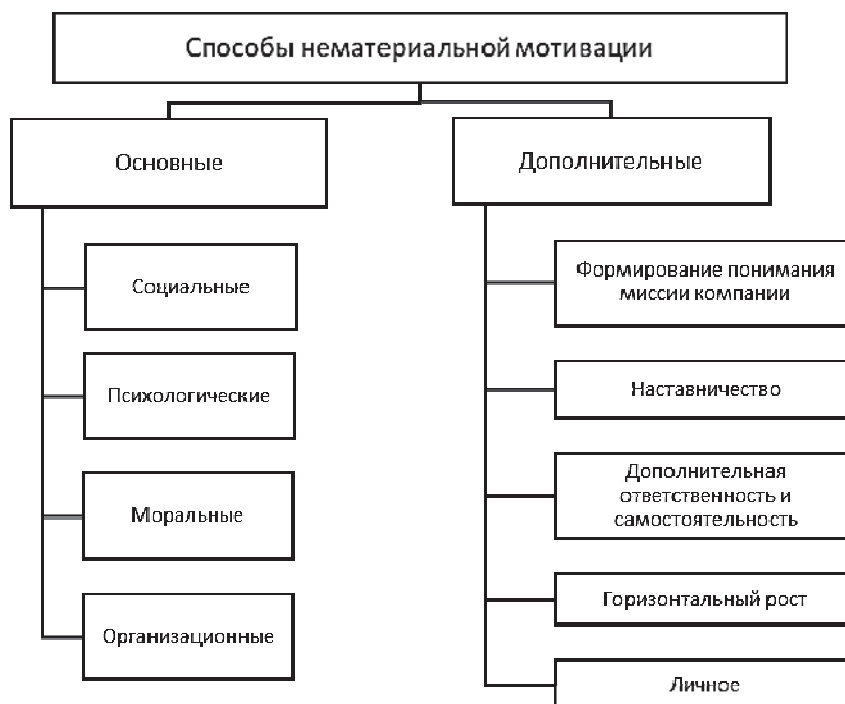 Способы нематериальной мотивации
Основные
Социальные
Психологические
Моральные
Организационные
Дополнительные
Формирование понимания
миссии компании
Наставничество
Дополнительная
ответственность и
самостоятельность
Горизонтальный рост
Личное